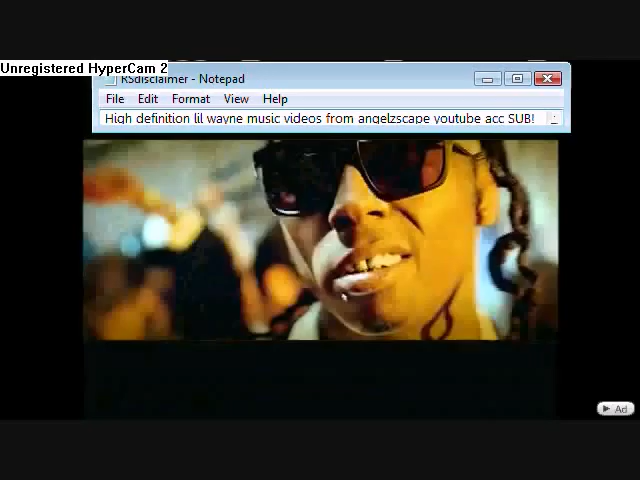 Unregistered HyperCam 2
RSdisclaimer - Notepad
File Edit Format View Help
High definition lil wayne music videos from angelzscape youtube acc SUB!
Ad